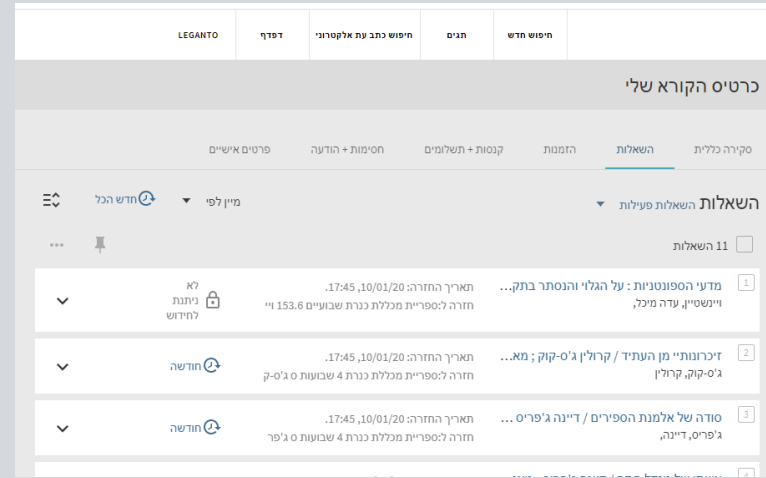 חיפוש חדש
תגים
חיפוש כתב עת אלקטרוני
דפדף
LEGANTO
כרטיס הקורא שלי
סקירה כללית
השאלות
הזמנות
קנסות + תשלומים
חסימות + הודעה
פרטים אישיים
השאלות השאלות פעילות
מיין לפי
חדש הכל
11 השאלות
1
מדעי הספונטניות : על הגלוי והנסתר בתק...
ויינשטיין, עדה מיכל,
תאריך החזרה: 10/01/20, 17:45.
חזרה ל:ספריית מכללת כנרת שבועיים 153.6 ויי
לא
ניתנת
לחידוש
2
זיכרונותיי מן העתיד / קרולין ג'ס-קוק ; מא...
ג'ס-קוק, קרולין
תאריך החזרה: 10/01/20, 17:45.
חזרה ל:ספריית מכללת כנרת 4 שבועות ס ג'ס-ק
חודשה
3
סודה של אלמנת הספירים / דיינה ג'פריס ...
ג'פריס, דיינה,
תאריך החזרה: 10/01/20, 17:45.
חזרה ל:ספריית מכללת כנרת 4 שבועות ס ג'פר
חודשה